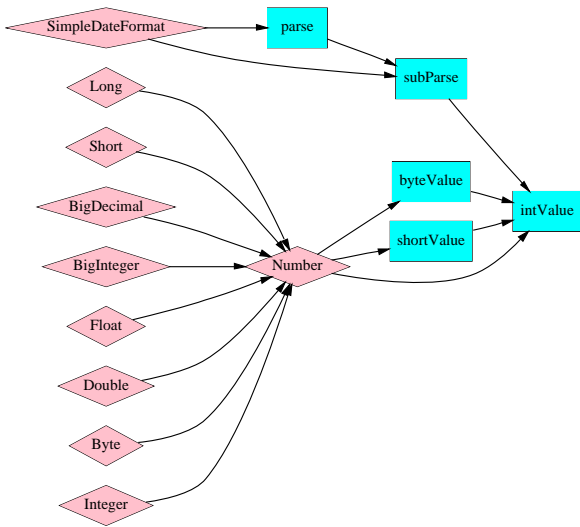 SimpleDateFormat
parse
subParse
Long
Short
byteValue
BigDecimal
intValue
shortValue
BigInteger
Number
Float
Double
Byte
Integer